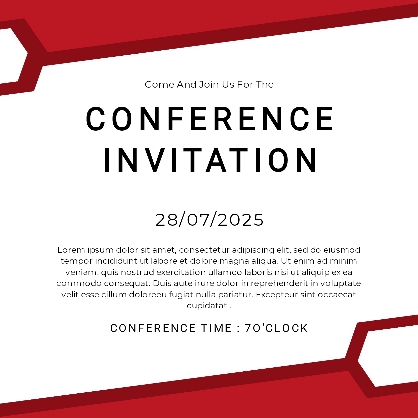 Come And Join Us For The
CONFERENCE
INVITATION
28/07/2025
Lorem ipsum dolor sit amet, consectetur adipiscing elit, sed do eiusmod
tempor incididunt ut labore et dolore magna aliqua. Ut enim ad minim
veniam, quis nostrud exercitation ullamco laboris nisi ut aliquip ex ea
commodo consequat. Duis aute irure dolor in reprehenderit in voluptate
velit esse cillum doloreeu fugiat nulla pariatur. Excepteur sint occaecat
cupidatat .
CONFERENCE TIME : 7O'CLOCK